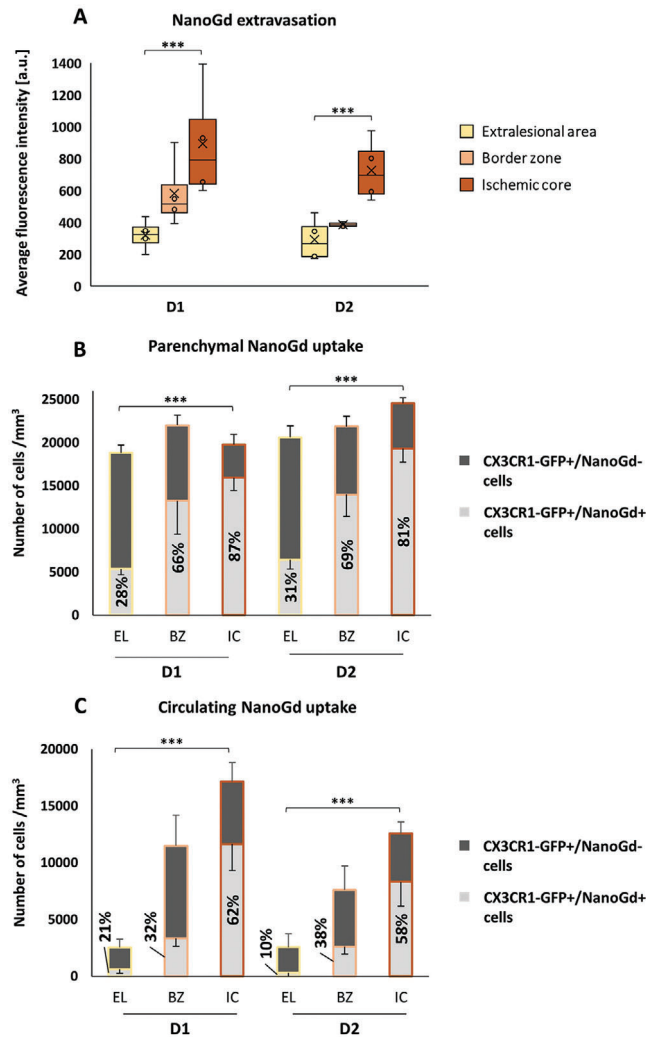 A
NanoGd extravasation
Average fluorescence intensity [a.u.]
1400
1200
1000
800
600
400
200
0
***
***
D1
D2
Extralesional area
Border zone
Ischemic core
B
Parenchymal NanoGd uptake
Number of cells /mm³
25000
20000
15000
10000
5000
0
***
***
28%
66%
87%
31%
69%
81%
EL
BZ
IC
EL
BZ
IC
D1
D2
CX3CR1-GFP+/NanoGd-
cells
CX3CR1-GFP+/NanoGd+
cells
C
Circulating NanoGd uptake
Number of cells /mm³
20000
15000
10000
5000
0
***
***
21%
32%
62%
10%
38%
58%
EL
BZ
IC
EL
BZ
IC
D1
D2
CX3CR1-GFP+/NanoGd-
cells
CX3CR1-GFP+/NanoGd+
cells